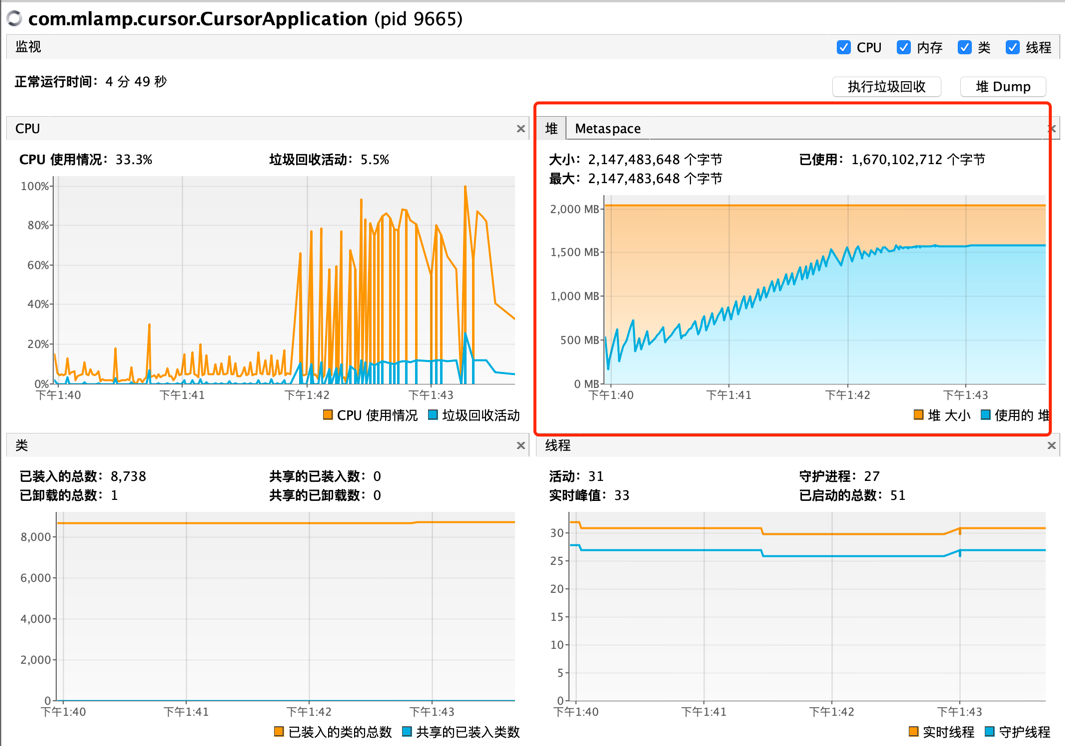 com.mlamp.cursor.CursorApplication (pid 9665)
监视
CPU 内存 类 线程
正常运行时间: 4 分 49 秒
执行垃圾回收 堆 Dump
CPU
CPU 使用情况: 33.3% 垃圾回收活动: 5.5%
100%
80%
60%
40%
20%
0%
下午1:40 下午1:41 下午1:42 下午1:43
CPU 使用情况 垃圾回收活动
堆 Metaspace
大小: 2,147,483,648 个字节 已使用: 1,670,102,712 个字节
最大: 2,147,483,648 个字节
2,000 MB
1,500 MB
1,000 MB
500 MB
0 MB
下午1:40 下午1:41 下午1:42 下午1:43
堆 大小 使用的 堆
类
已装入的总数: 8,738 共享的已装入数: 0
已卸载的总数: 1 共享的已卸载数: 0
8,000
6,000
4,000
2,000
0
下午1:40 下午1:41 下午1:42 下午1:43
已装入的类的总数 共享的已装入类数
线程
活动: 31 守护进程: 27
实时峰值: 33 已启动的总数: 51
30
25
20
15
10
5
0
下午1:40 下午1:41 下午1:42 下午1:43
实时线程 守护线程